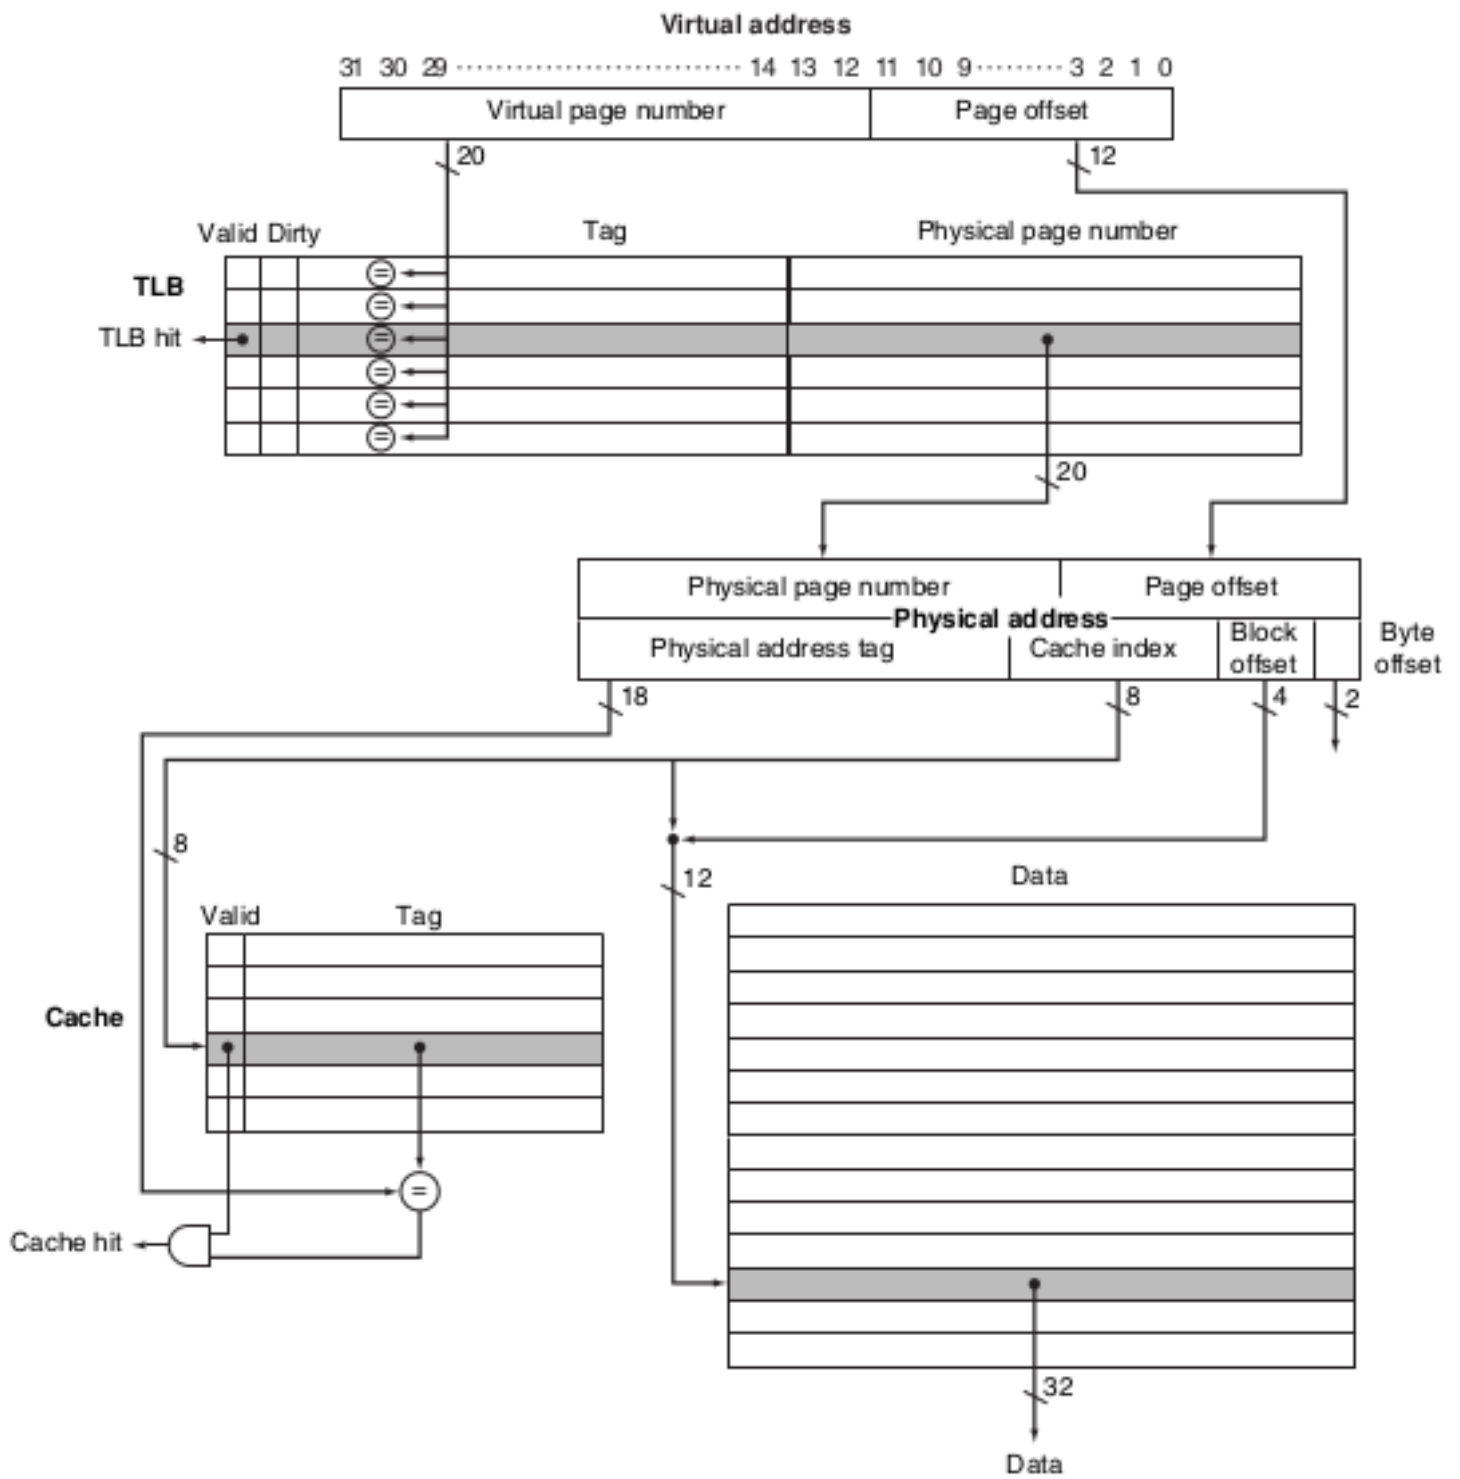 Virtual address
31 30 29 ··························· 14 13 12 11 10 9 ········· 3 2 1 0
Virtual page number Page offset
20 12
Valid Dirty Tag Physical page number
TLB =
=
TLB hit =
=
=
=
20
Physical page number Page offset
Physical address
Physical address tag Cache index Block offset Byte offset
18 8 4 2
8
12
Data
Valid Tag
Cache
=
Cache hit
32
Data